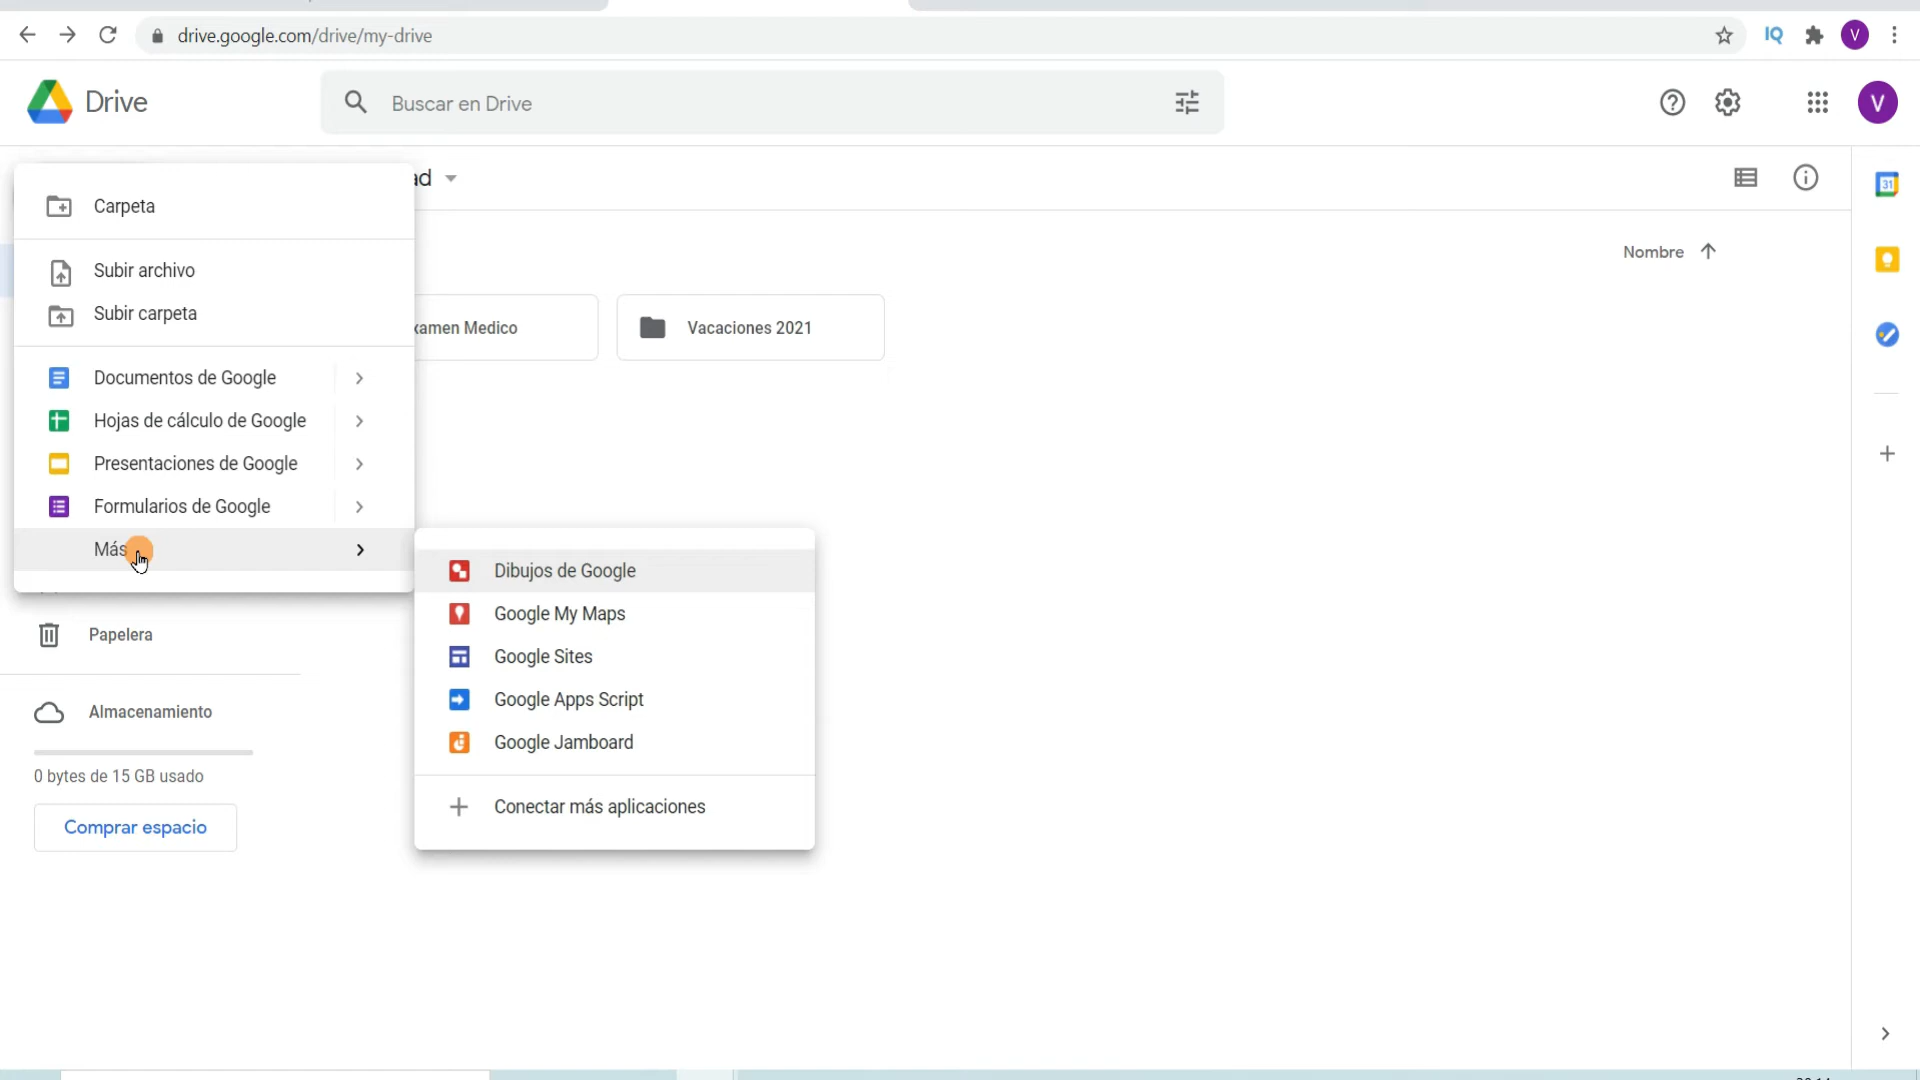 drive.google.com/drive/my-drive
IQ
V
Drive
Buscar en Drive
V
Carpeta
Subir archivo
Subir carpeta
Documentos de Google
Hojas de cálculo de Google
Presentaciones de Google
Formularios de Google
Más
Nombre
31
Vacaciones 2021
Medico
Dibujos de Google
Google My Maps
Google Sites
Google Apps Script
Google Jamboard
Conectar más aplicaciones
Papelera
Almacenamiento
0 bytes de 15 GB usado
Comprar espacio